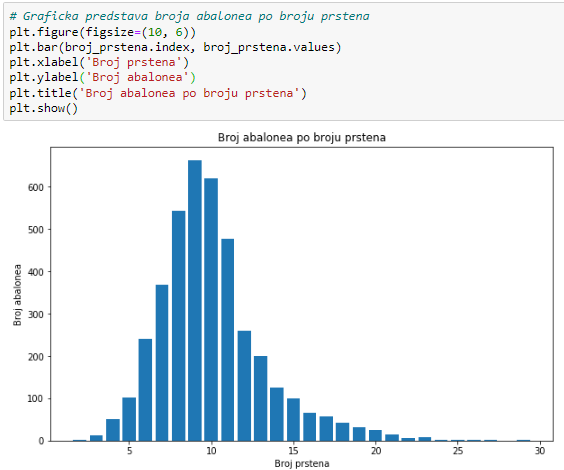 # Graficka predstava broja abalonea po broju prstena
plt.figure(figsize=(10, 6))
plt.bar(broj_prstena.index, broj_prstena.values)
plt.xlabel('Broj prstena')
plt.ylabel('Broj abalonea')
plt.title('Broj abalonea po broju prstena')
plt.show()
Broj abalonea po broju prstena
600
500
400
300
200
100
0
Broj abalonea
5 10 15 20 25 30
Broj prstena